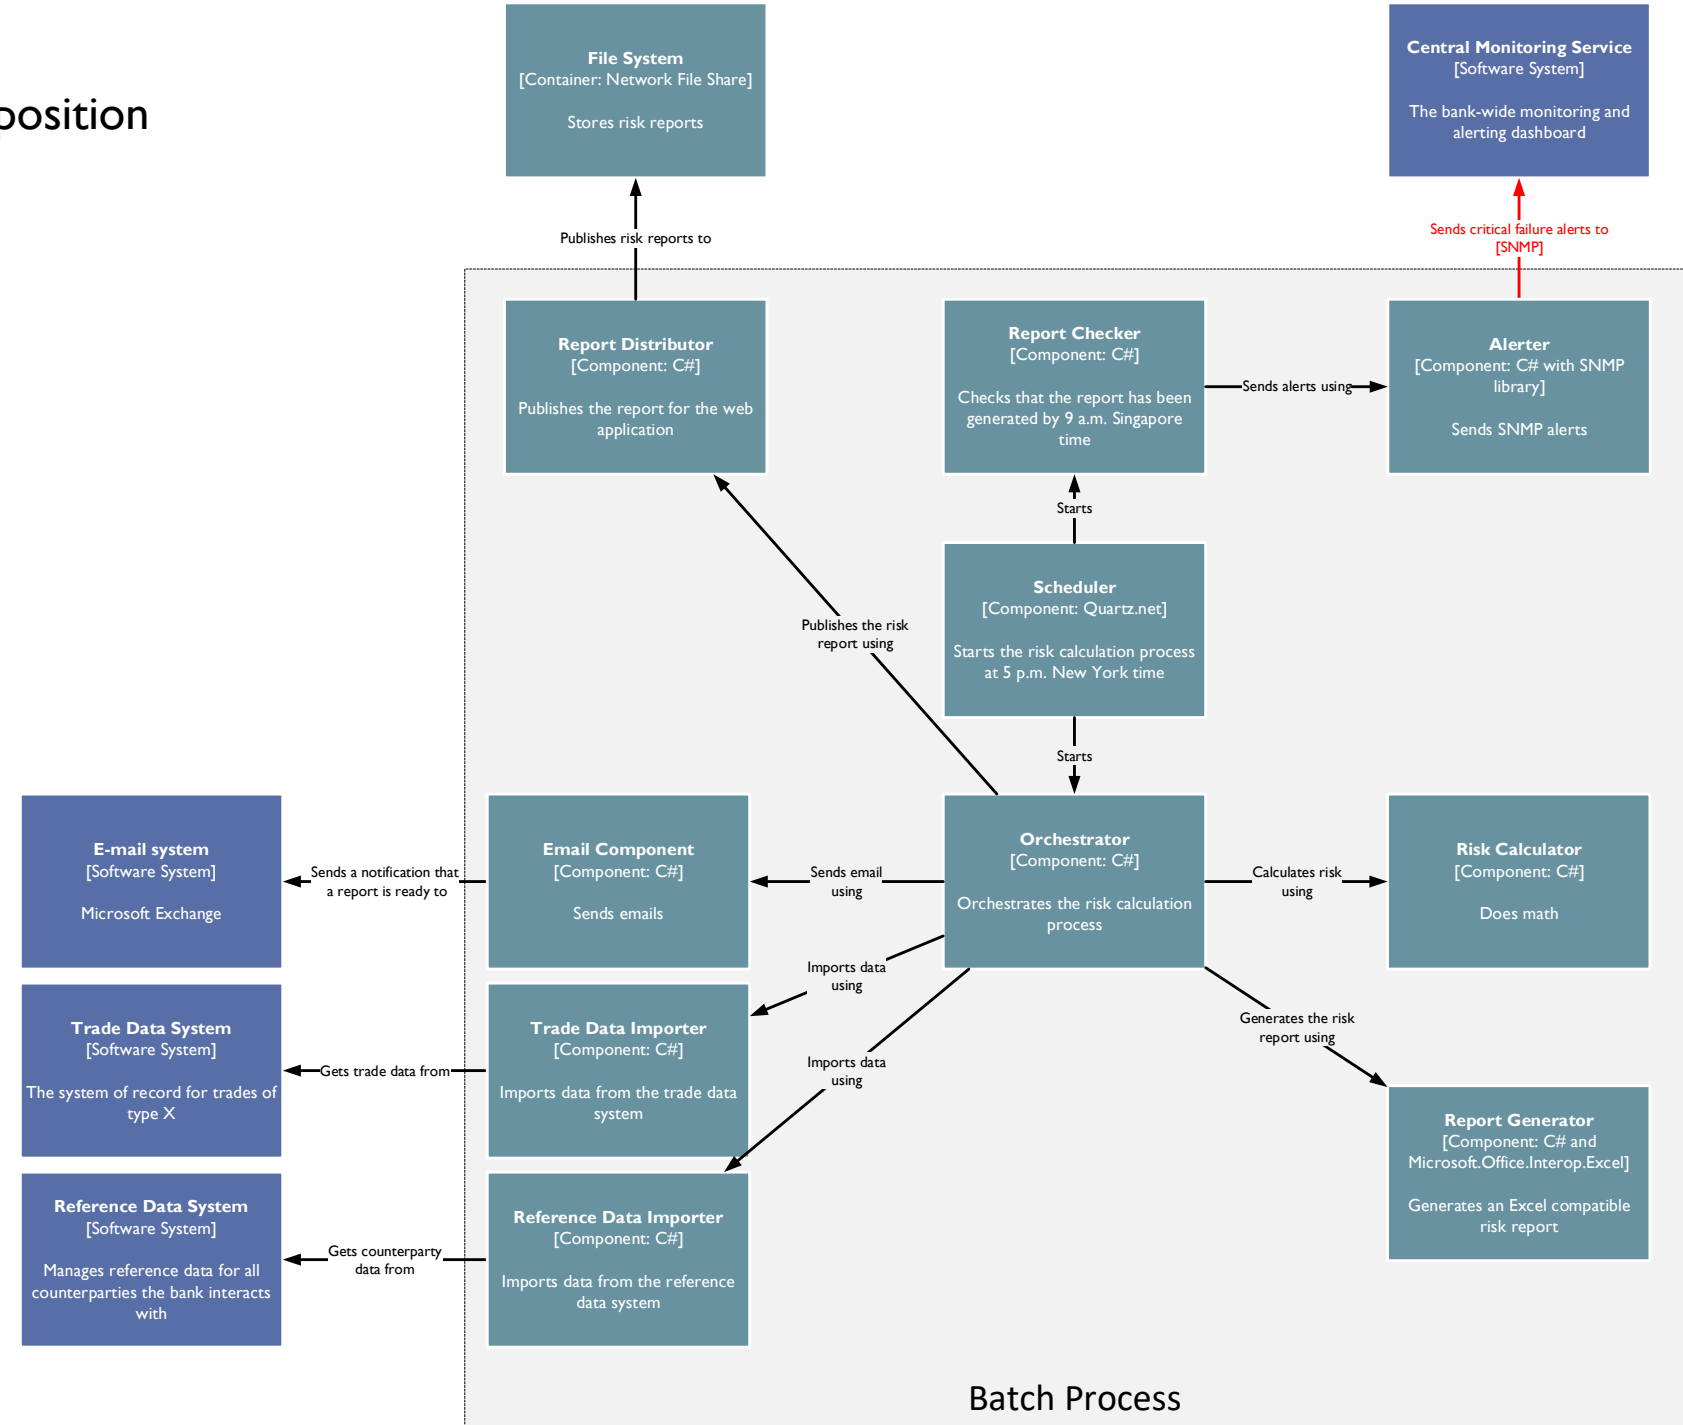 position
File System
[Container: Network File Share]
Stores risk reports
Central Monitoring Service
[Software System]
The bank-wide monitoring and
alerting dashboard
Publishes risk reports to
Sends critical failure alerts to
[SNMP]
Report Distributor
[Component: C#]
Publishes the report for the web
application
Report Checker
[Component: C#]
Checks that the report has been
generated by 9 a.m. Singapore
time
Sends alerts using
Alerter
[Component: C# with SNMP
library]
Sends SNMP alerts
Starts
Scheduler
[Component: Quartz.net]
Starts the risk calculation process
at 5 p.m. New York time
Publishes the risk
report using
Starts
E-mail system
[Software System]
Microsoft Exchange
Sends a notification that
a report is ready to
Email Component
[Component: C#]
Sends emails
Sends email
using
Orchestrator
[Component: C#]
Orchestrates the risk calculation
process
Calculates risk
using
Risk Calculator
[Component: C#]
Does math
Imports data
using
Trade Data System
[Software System]
The system of record for trades of
type X
Gets trade data from
Trade Data Importer
[Component: C#]
Imports data from the trade data
system
Imports data
using
Generates the risk
report using
Report Generator
[Component: C# and
Microsoft.Office.Interop.Excel]
Generates an Excel compatible
risk report
Reference Data System
[Software System]
Manages reference data for all
counterparties the bank interacts
with
Gets counterparty
data from
Reference Data Importer
[Component: C#]
Imports data from the reference
data system
Batch Process